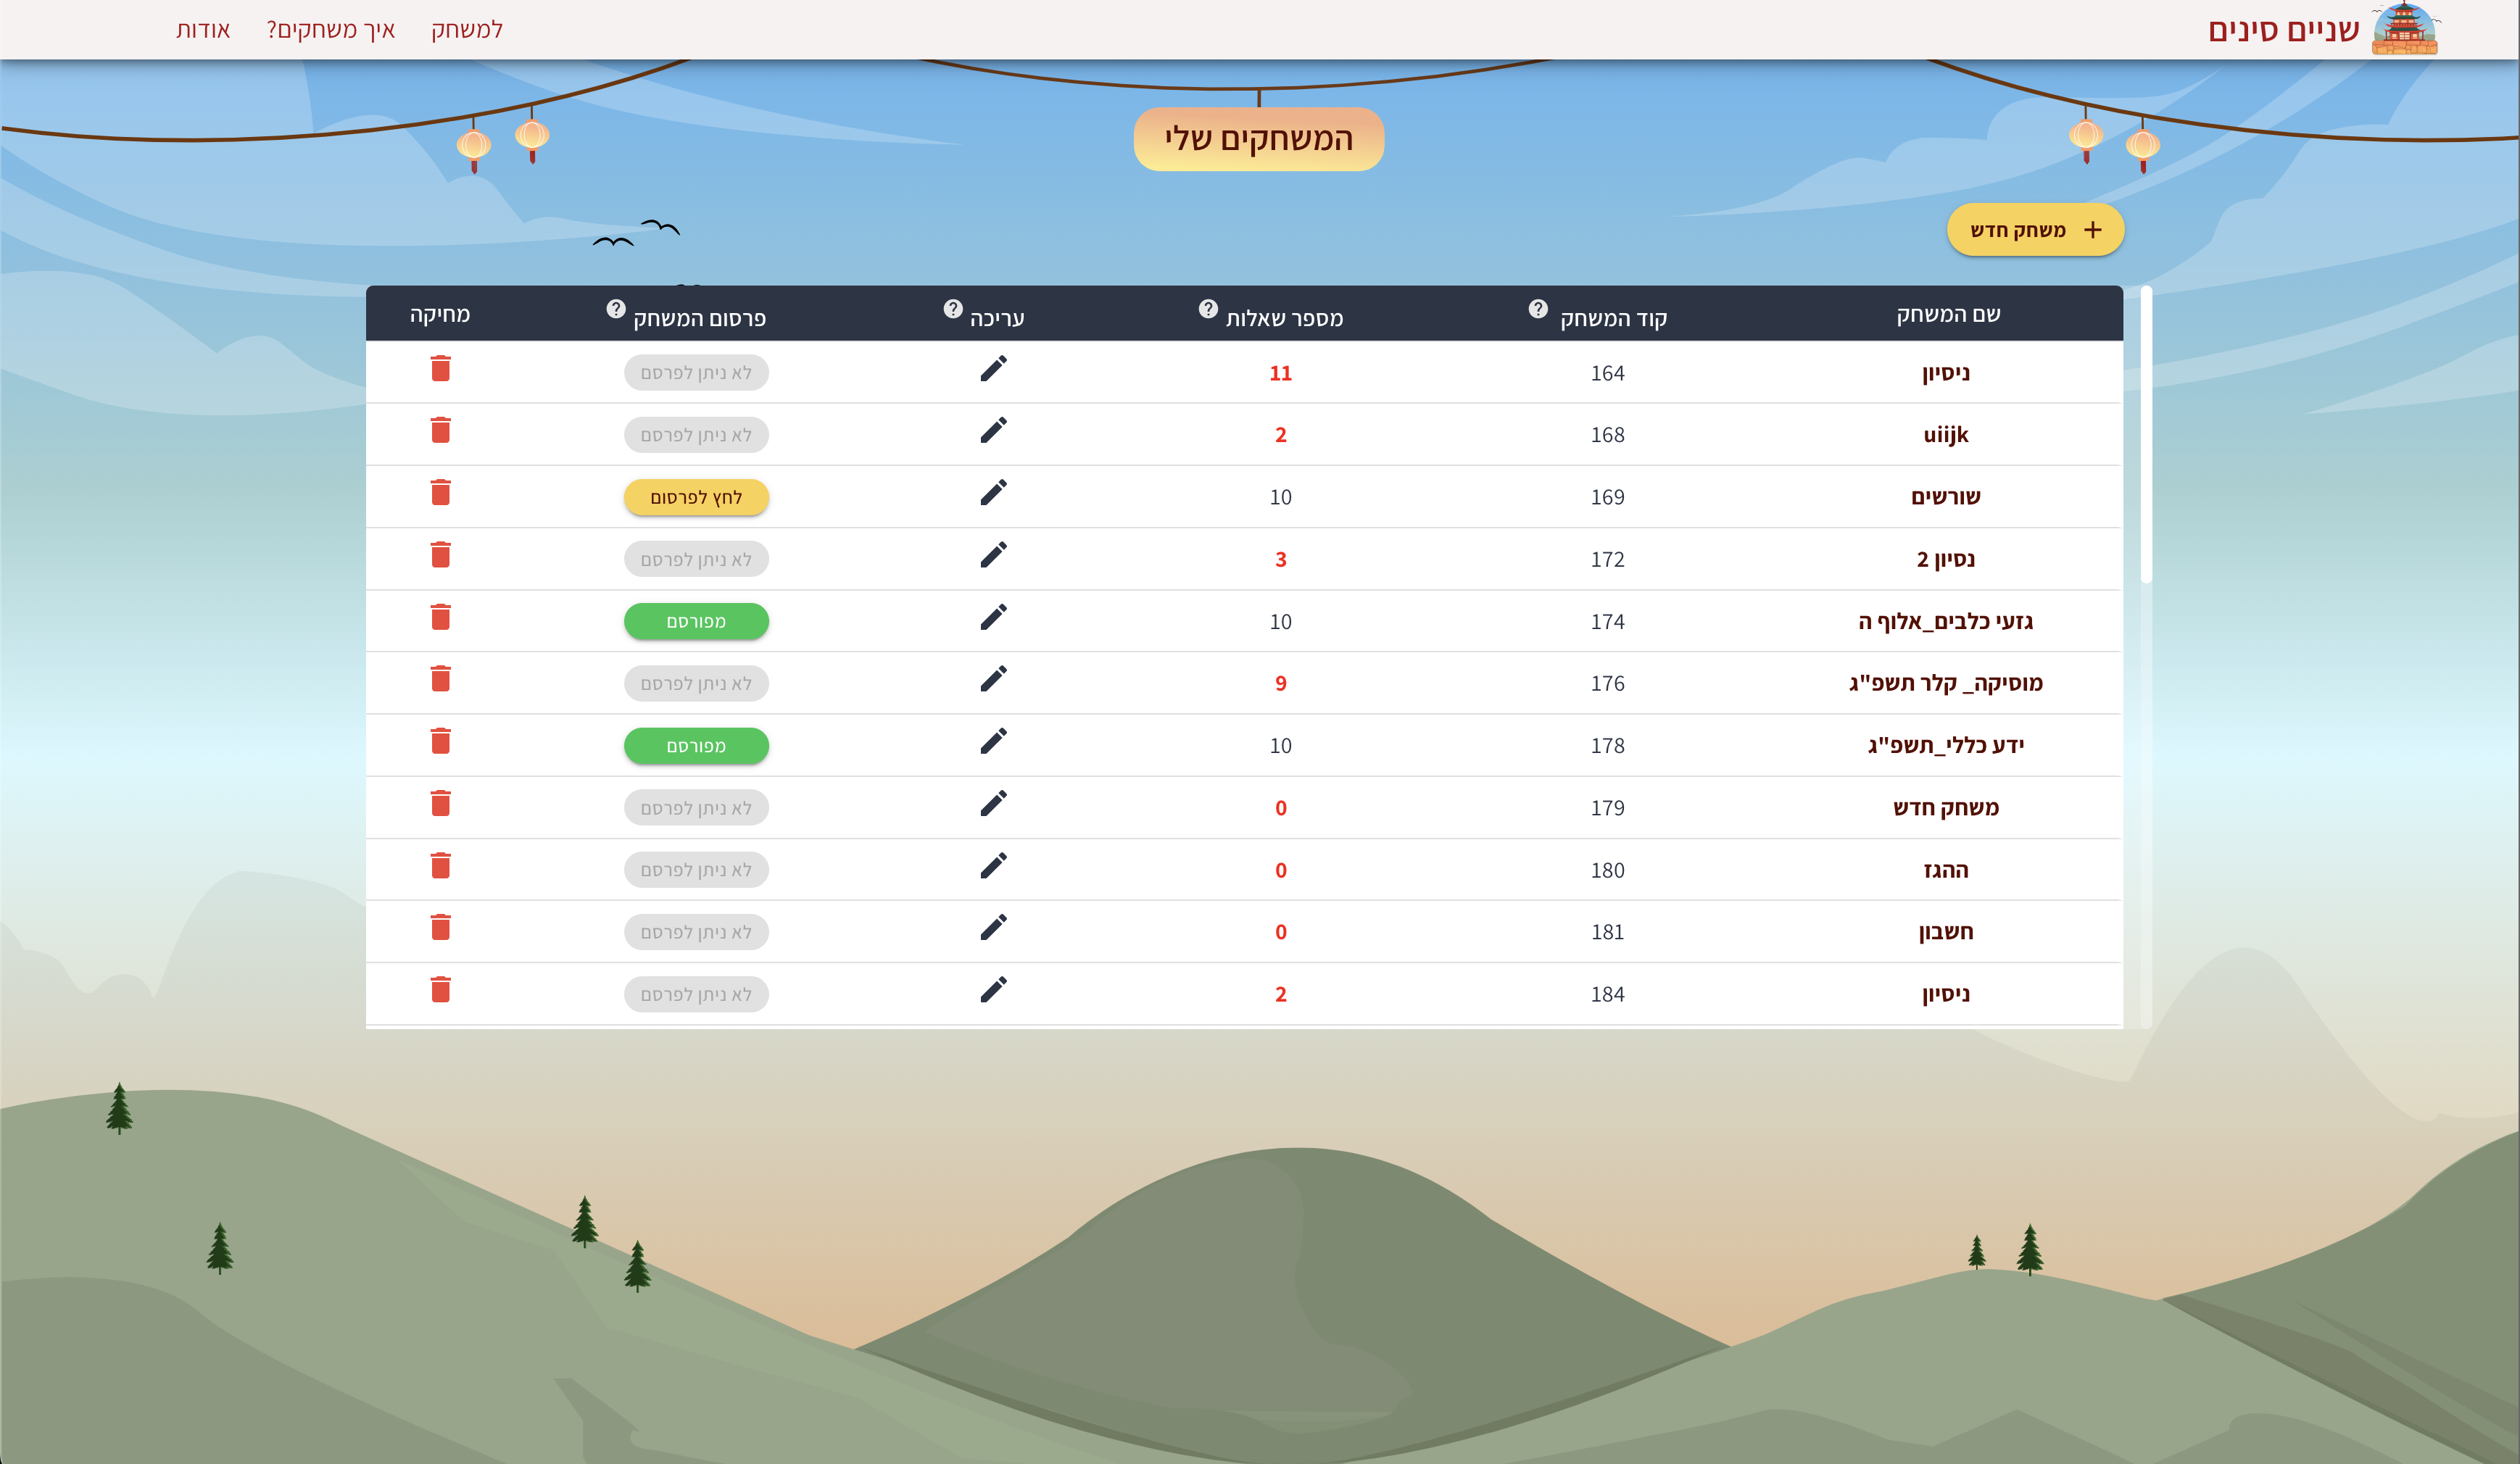 שניים סינים
למשחק איך משחקים? אודות
המשחקים שלי
+ משחק חדש
שם המשחק קוד המשחק ? מספר שאלות ? עריכה ? פרסום המשחק ? מחיקה
ניסיון 164 11 לא ניתן לפרסם
uiijk 168 2 לא ניתן לפרסם
שורשים 169 10 לחץ לפרסום
נסיון 2 172 3 לא ניתן לפרסם
גזעי כלבים_אלוף ה 174 10 מפורסם
מוסיקה_ קלר תשפ"ג 176 9 לא ניתן לפרסם
ידע כללי_תשפ"ג 178 10 מפורסם
משחק חדש 179 0 לא ניתן לפרסם
ההגז 180 0 לא ניתן לפרסם
חשבון 181 0 לא ניתן לפרסם
ניסיון 184 2 לא ניתן לפרסם